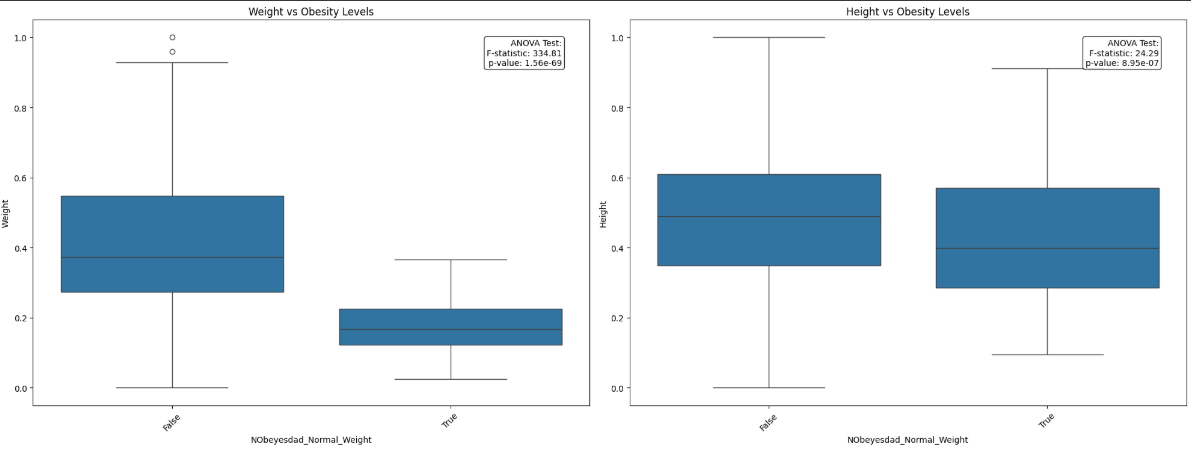 Weight vs Obesity Levels
1.0
0.8
0.6
0.4
0.2
0.0
Weight
ANOVA Test:
F-statistic: 334.81
p-value: 1.56e-69
False
True
NObeyesdad_Normal_Weight
Height vs Obesity Levels
1.0
0.8
0.6
0.4
0.2
0.0
Height
ANOVA Test:
F-statistic: 24.29
p-value: 8.95e-07
False
True
NObeyesdad_Normal_Weight